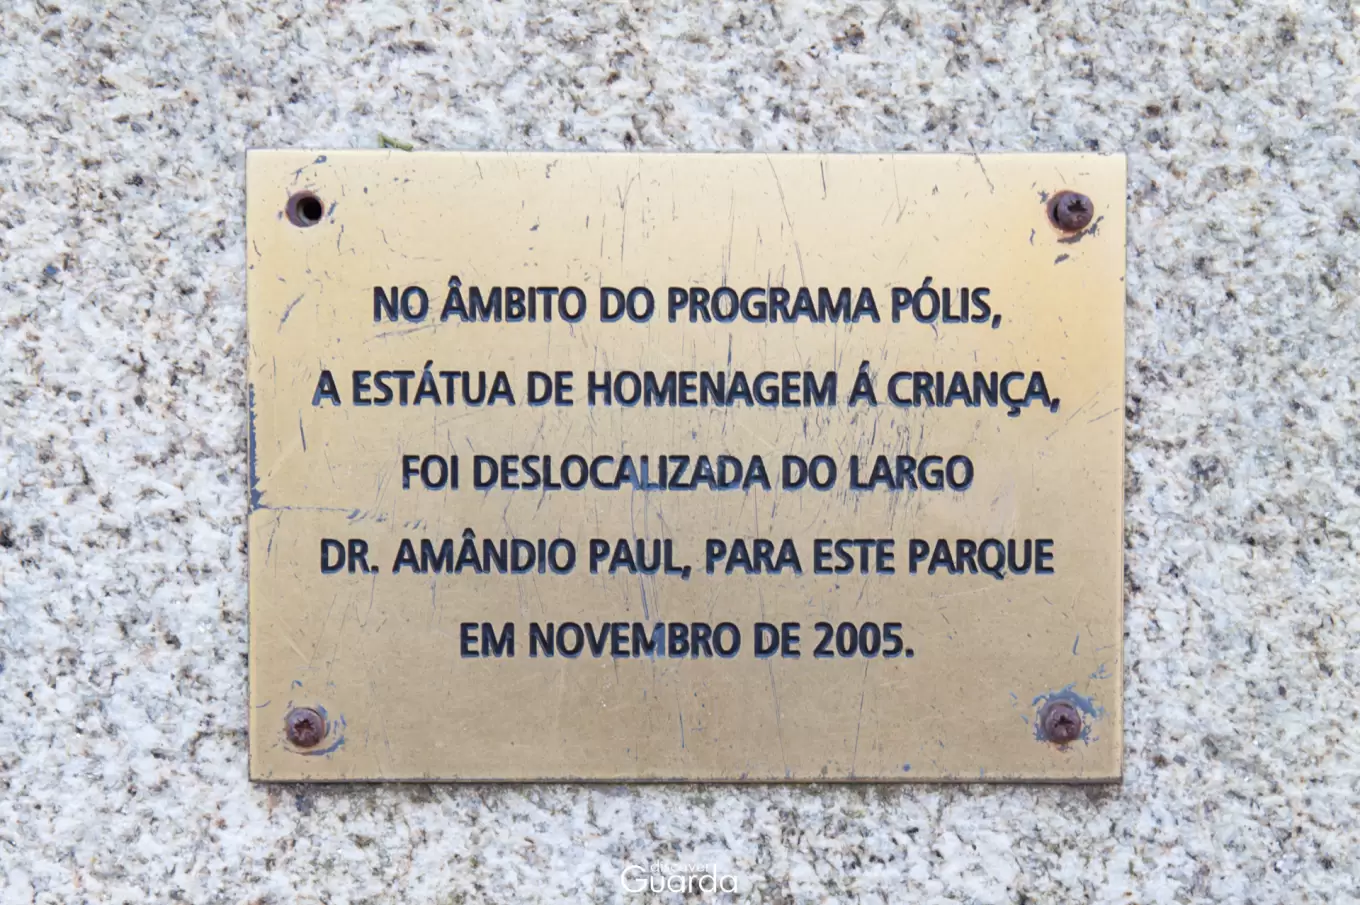 NO ÂMBITO DO PROGRAMA PÓLIS,
A ESTÁTUA DE HOMENAGEM Á CRIANÇA,
FOI DESLOCALIZADA DO LARGO
DR. AMÂNDIO PAUL, PARA ESTE PARQUE
EM NOVEMBRO DE 2005.
discover
Guarda